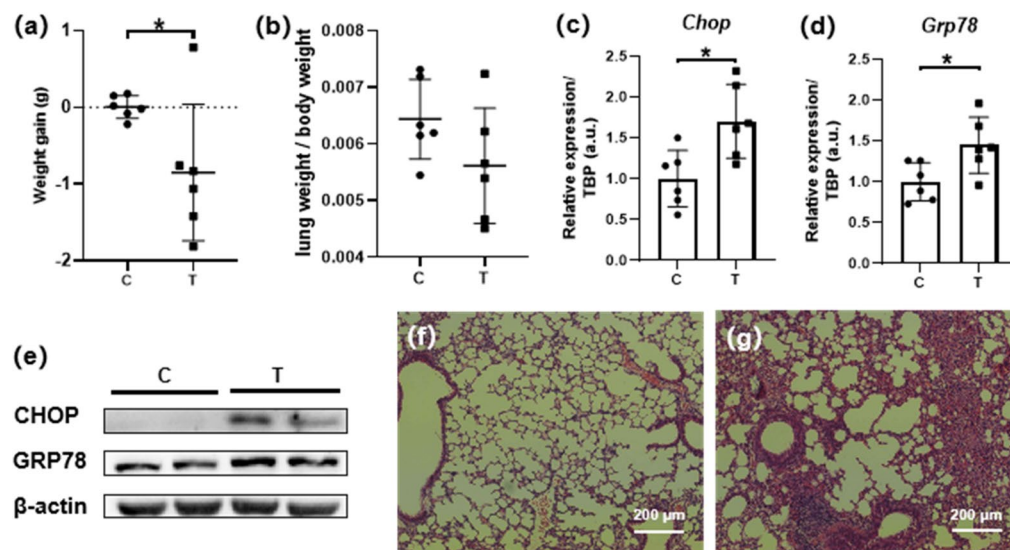 (a)
*
Weight gain (g)
1
0
-1
-2
C
T
(b)
lung weight / body weight
0.008
0.007
0.006
0.005
0.004
C
T
(c)
Chop
*
Relative expression/
TBP (a.u.)
2.5
2.0
1.5
1.0
0.5
0.0
C
T
(d)
Grp78
*
Relative expression/
TBP (a.u.)
2.5
2.0
1.5
1.0
0.5
0.0
C
T
(e)
C
T
CHOP
GRP78
β-actin
(f)
200 μm
(g)
200 μm